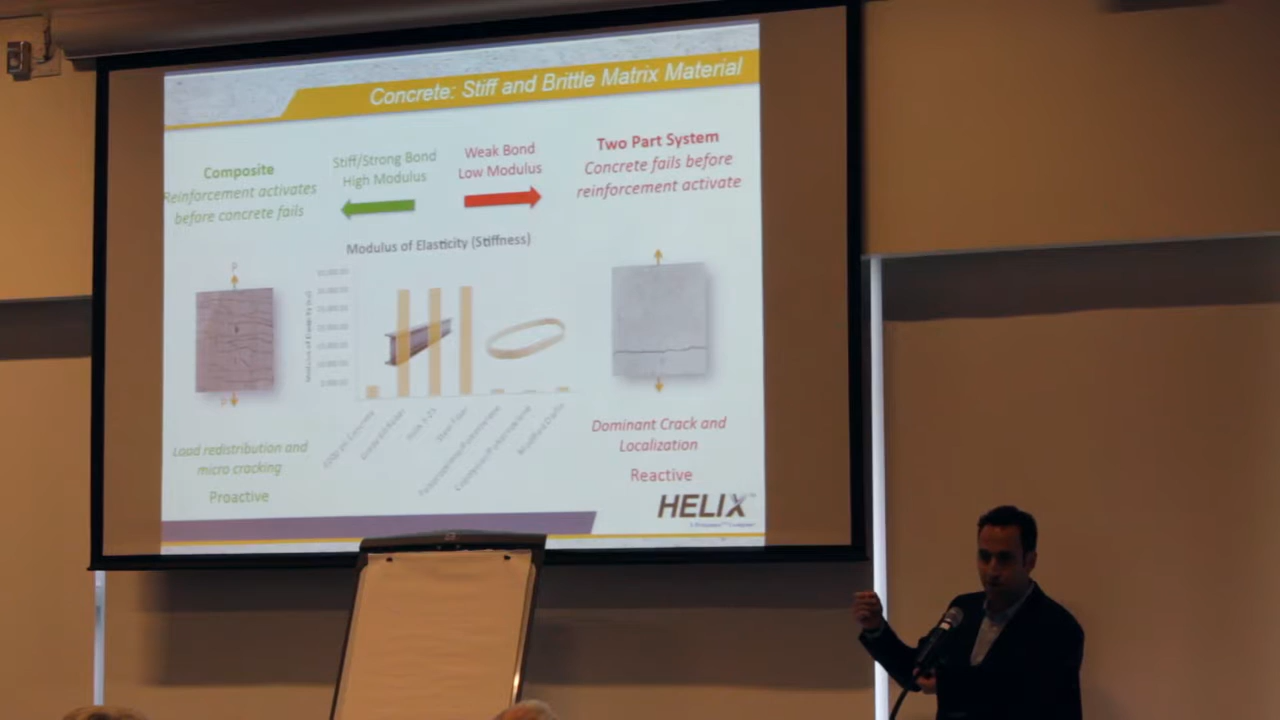 Concrete: Stiff and Brittle Matrix Material
Composite
Reinforcement activates
before concrete fails
Stiff/Strong Bond
High Modulus
Weak Bond
Low Modulus
Two Part System
Concrete fails before
reinforcement activate
Modulus of Elasticity (Stiffness)
P
P
Load redistribution and
micro cracking
Proactive
Dominant Crack and
Localization
Reactive
HELIX